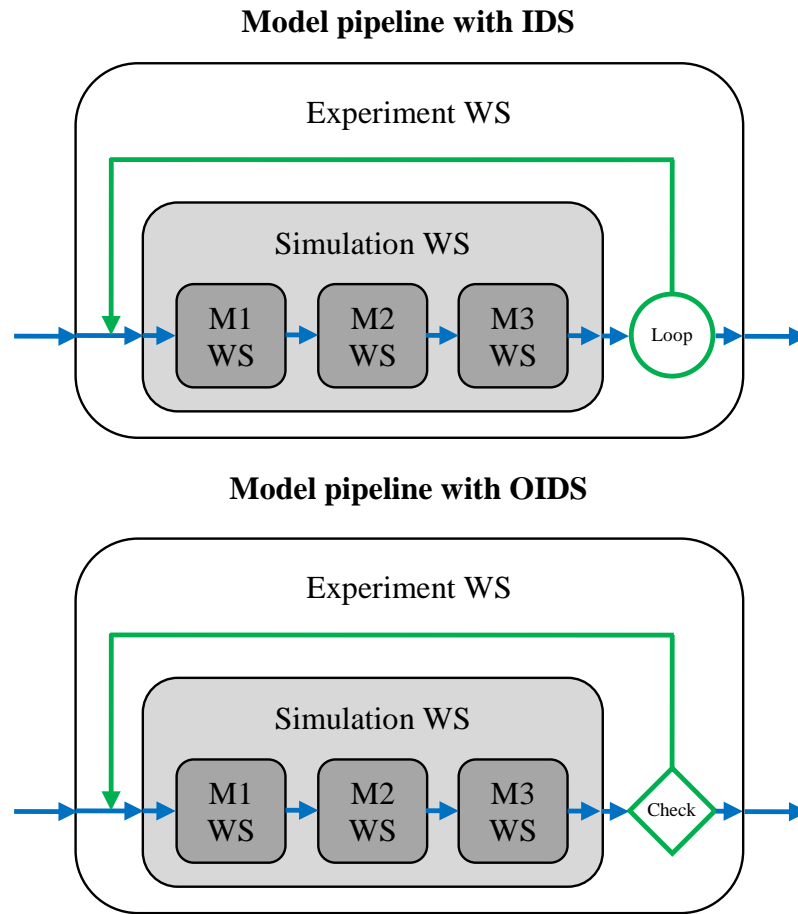 Model pipeline with IDS
Experiment WS
Simulation WS
M1 M2 M3
WS WS WS
Loop
Model pipeline with OIDS
Experiment WS
Simulation WS
M1 M2 M3
WS WS WS
Check